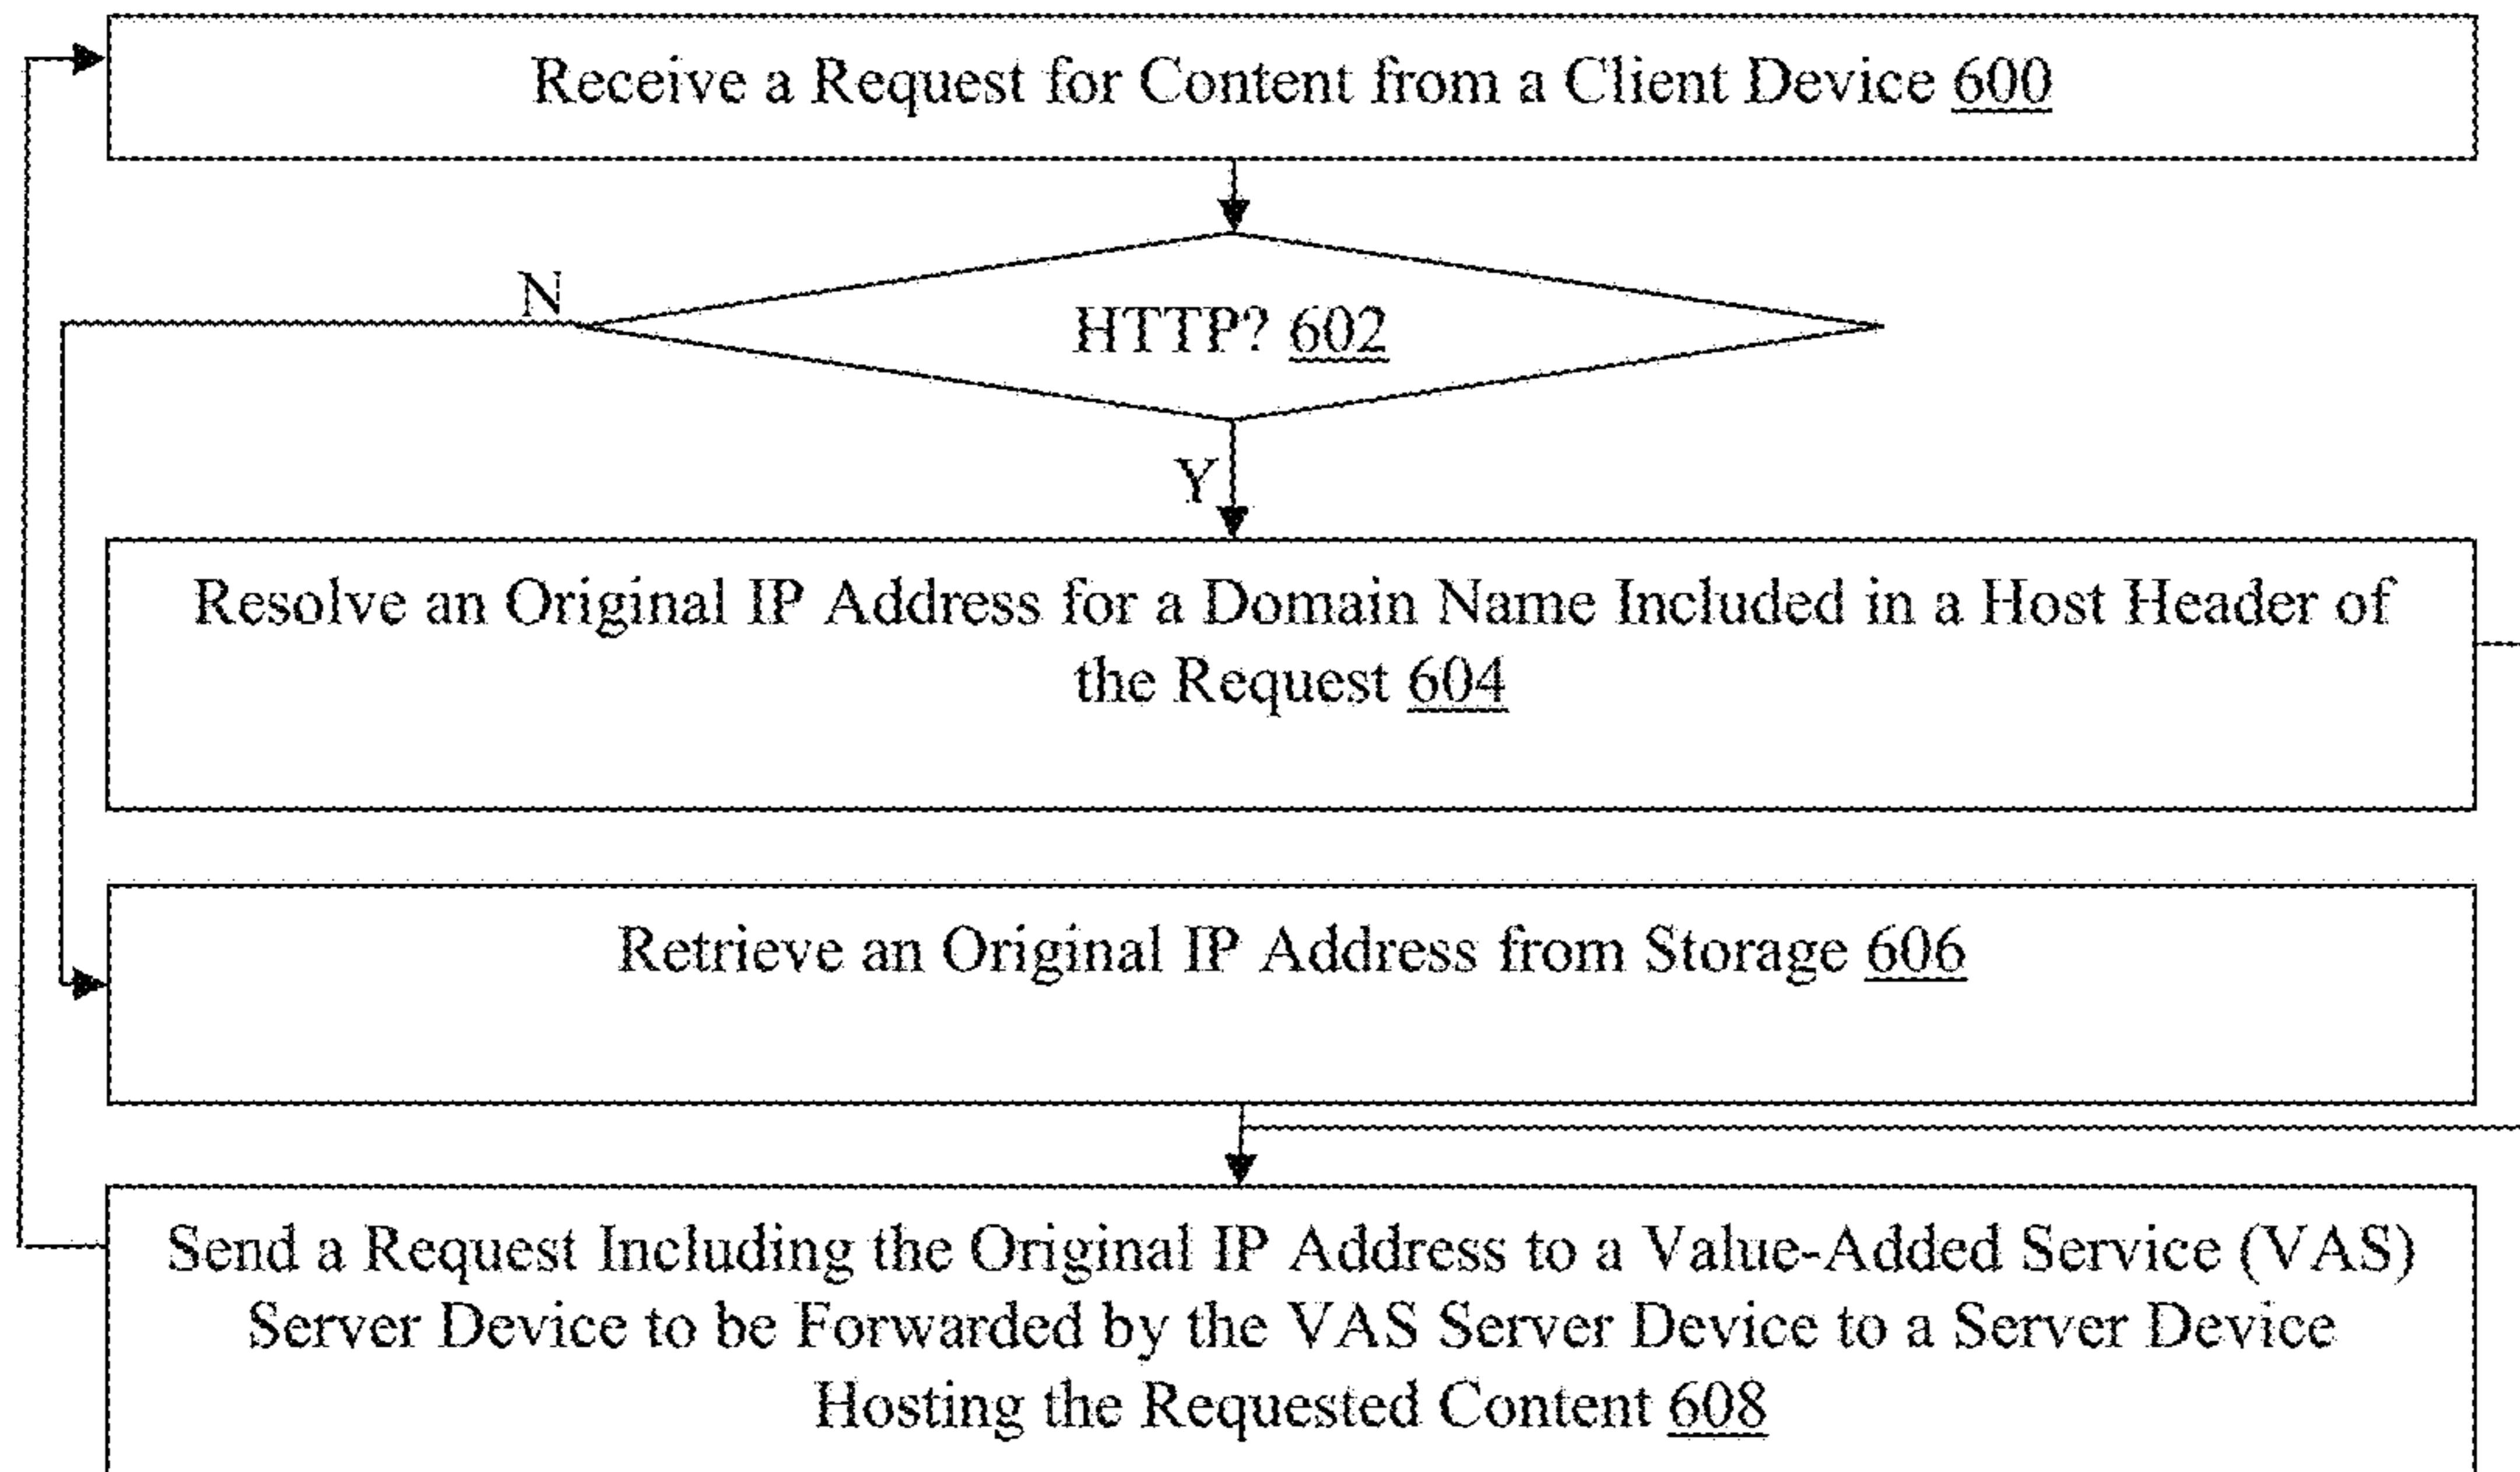 Receive a Request for Content from a Client Device 600
N
HTTP? 602
Y
Resolve an Original IP Address for a Domain Name Included in a Host Header of
the Request 604
Retrieve an Original IP Address from Storage 606
Send a Request Including the Original IP Address to a Value-Added Service (VAS)
Server Device to be Forwarded by the VAS Server Device to a Server Device
Hosting the Requested Content 608